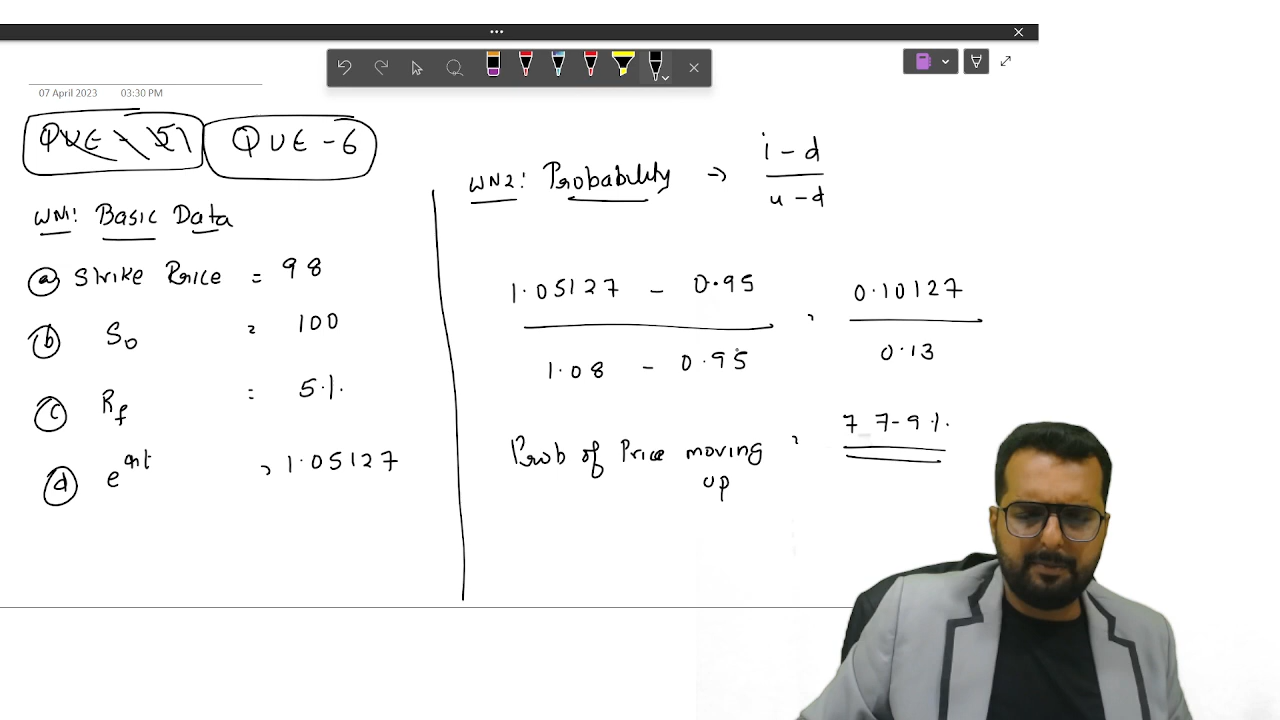 07 April 2023 03:30 PM
QUE - 6
WN1: Basic Data
(a) Strike Price = 98
(b) S0 = 100
(c) Rf = 5%
(d) e^rt = 1.05127
WN2: Probability → i - d / u - d
1.05127 - 0.95 / 1.08 - 0.95 = 0.10127 / 0.13
Prob of Price moving up = 77.9%